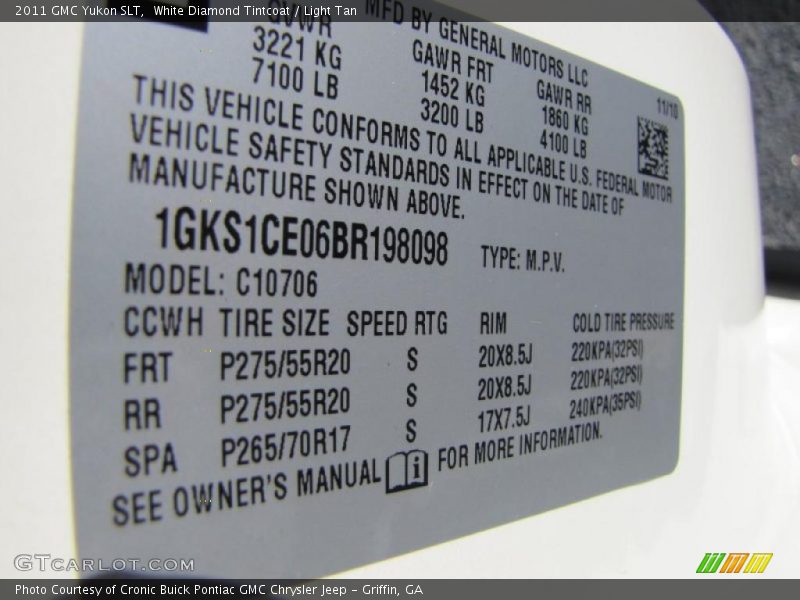 2011 GMC Yukon SLT, White Diamond Tintcoat / Light Tan
MFD BY GENERAL MOTORS LLC
11/10
GVWR GAWR FRT GAWR RR
3221 KG 1452 KG 1860 KG
7100 LB 3200 LB 4100 LB
THIS VEHICLE CONFORMS TO ALL APPLICABLE U.S. FEDERAL MOTOR
VEHICLE SAFETY STANDARDS IN EFFECT ON THE DATE OF
MANUFACTURE SHOWN ABOVE.
1GKS1CE06BR198098 TYPE: M.P.V.
MODEL: C10706
CCWH TIRE SIZE SPEED RTG RIM COLD TIRE PRESSURE
FRT P275/55R20 S 20X8.5J 220KPA(32PSI)
RR P275/55R20 S 20X8.5J 220KPA(32PSI)
SPA P265/70R17 S 17X7.5J 240KPA(35PSI)
SEE OWNER'S MANUAL i FOR MORE INFORMATION.
GTCARLOT.COM
Photo Courtesy of Cronic Buick Pontiac GMC Chrysler Jeep - Griffin, GA